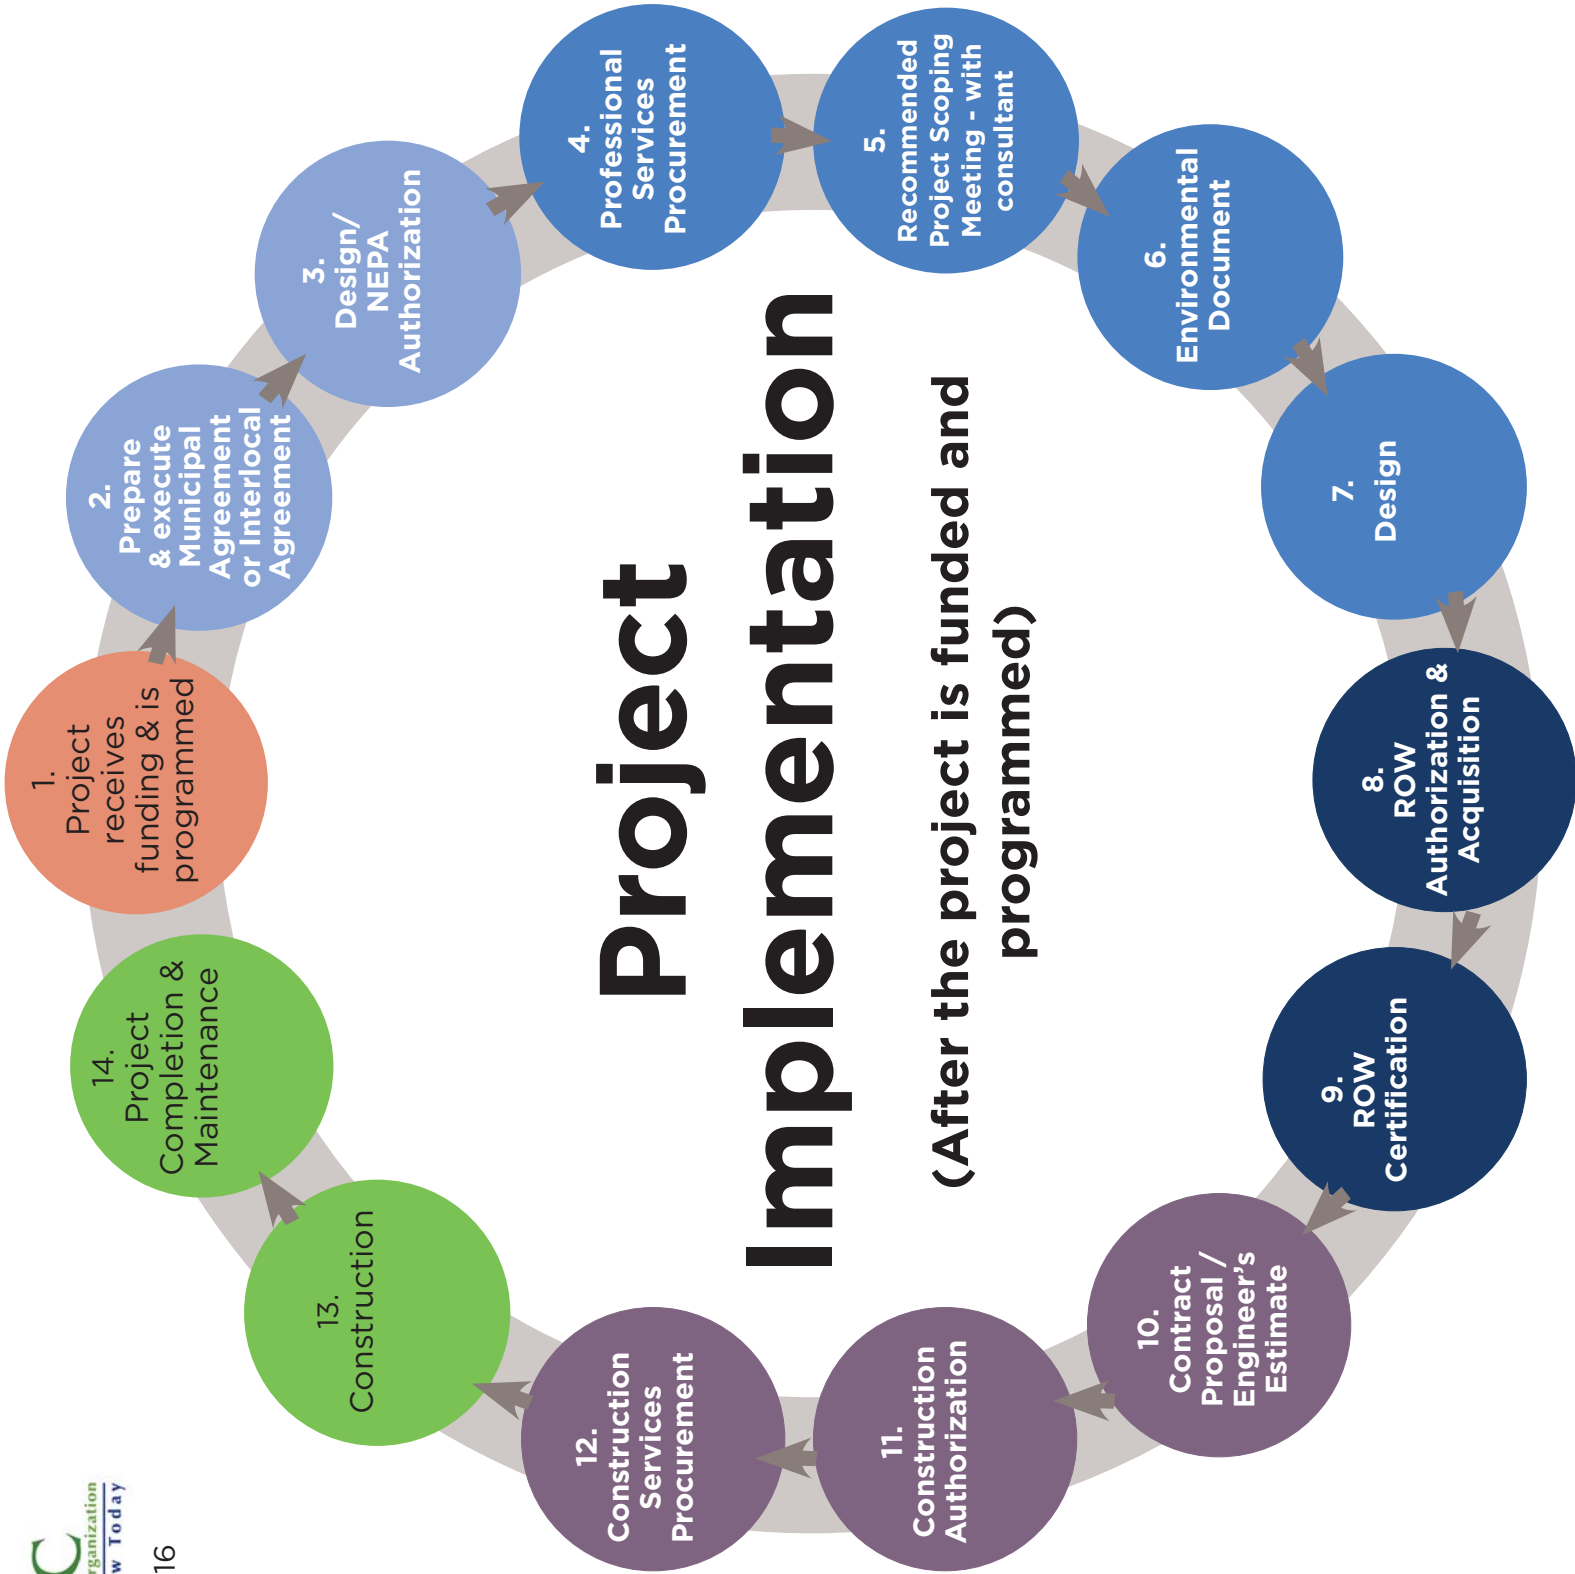 C
rganization
w Today
16
Project
Implementation
(After the project is funded and
programmed)
1.
Project
receives
funding & is
programmed
2.
Prepare
& execute
Municipal
Agreement
or Interlocal
Agreement
3.
Design/
NEPA
Authorization
4.
Professional
Services
Procurement
5.
Recommended
Project Scoping
Meeting - with
consultant
6.
Environmental
Document
7.
Design
8.
ROW
Authorization &
Acquisition
9.
ROW
Certification
10.
Contract
Proposal /
Engineer’s
Estimate
11.
Construction
Authorization
12.
Construction
Services
Procurement
13.
Construction
14.
Project
Completion &
Maintenance